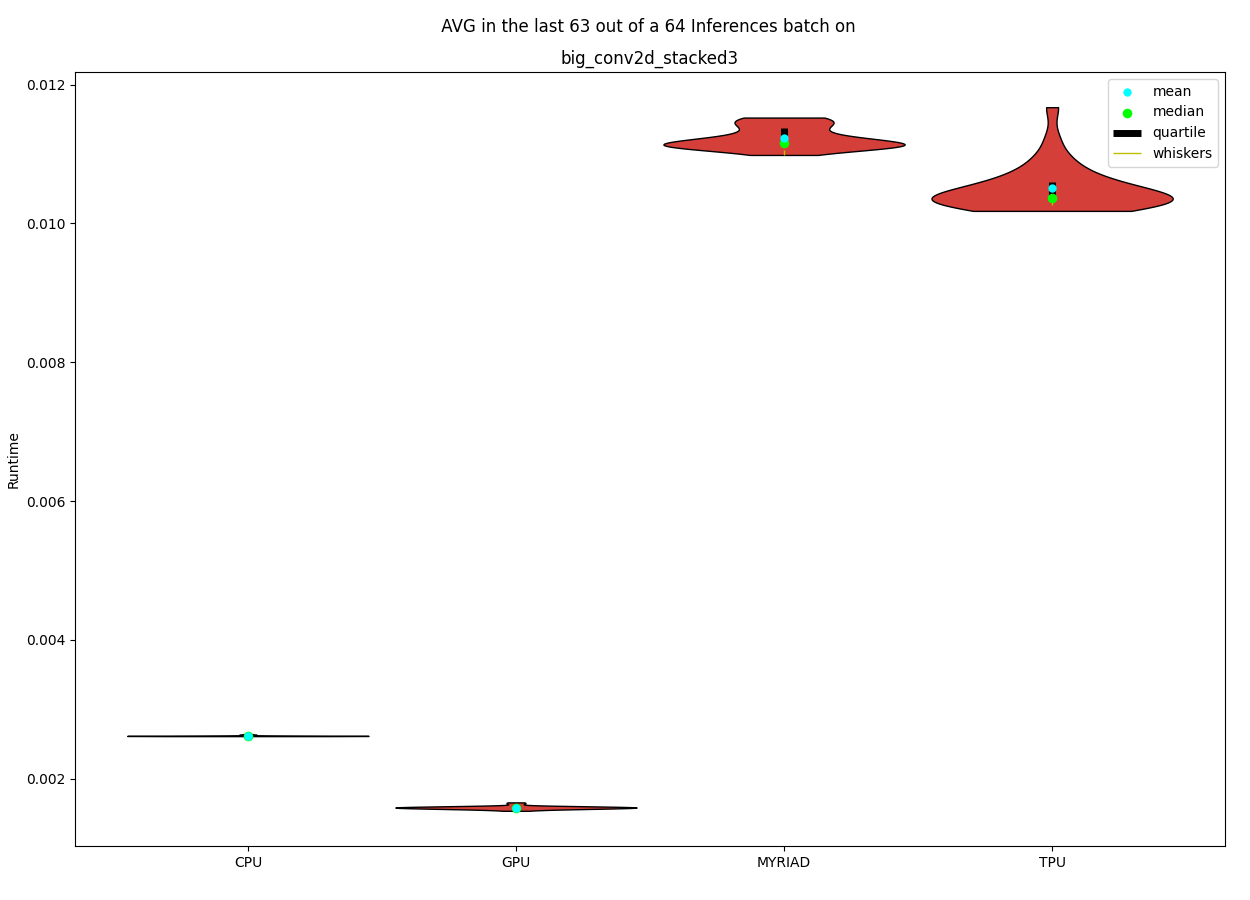 AVG in the last 63 out of a 64 Inferences batch on
big_conv2d_stacked3
mean
median
quartile
whiskers
0.012
0.010
0.008
0.006
0.004
0.002
Runtime
CPU
GPU
MYRIAD
TPU